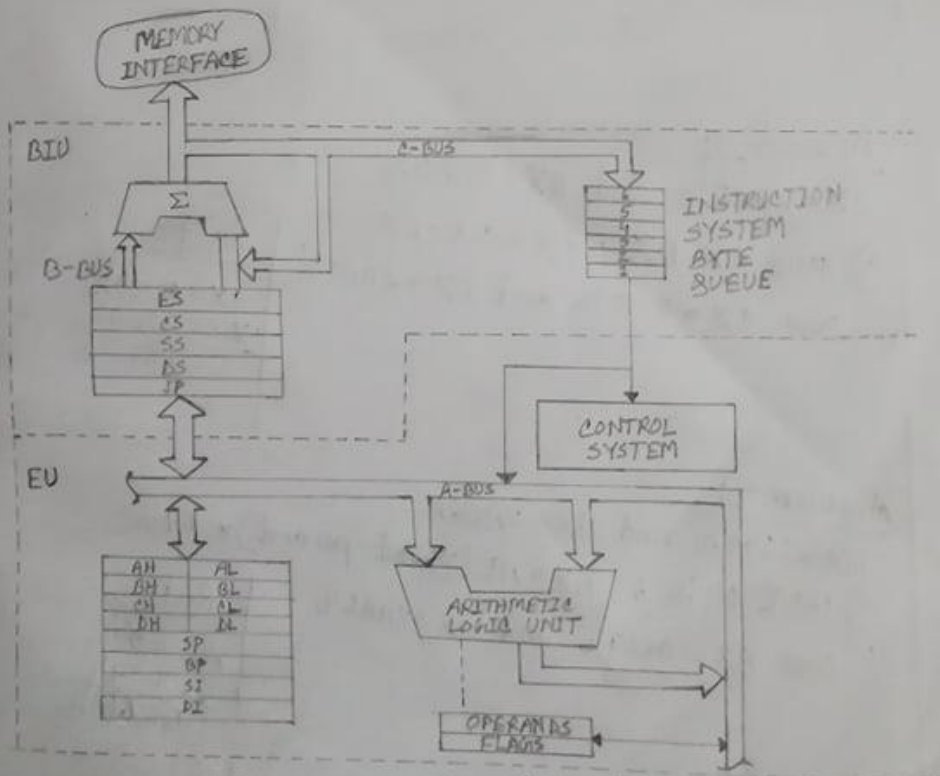 MEMORY
INTERFACE
BIU
C-BUS
Σ
B-BUS
INSTRUCTION
SYSTEM
BYTE
QUEUE
ES
CS
SS
DS
IP
CONTROL
SYSTEM
EU
A-BUS
AH AL
BH BL
CH CL
DH DL
SP
BP
SI
DI
ARITHMETIC
LOGIC UNIT
OPERANDS
FLAGS